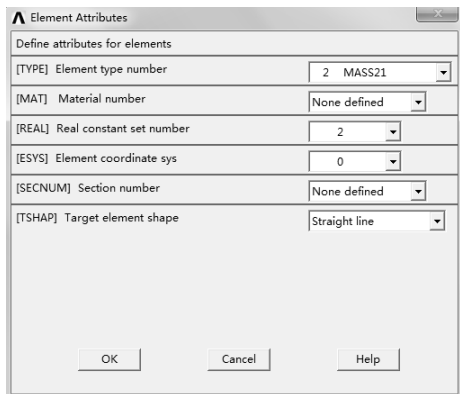 Element Attributes
Define attributes for elements
[TYPE] Element type number 2 MASS21
[MAT] Material number None defined
[REAL] Real constant set number 2
[ESYS] Element coordinate sys 0
[SECNUM] Section number None defined
[TSHAP] Target element shape Straight line
OK Cancel Help